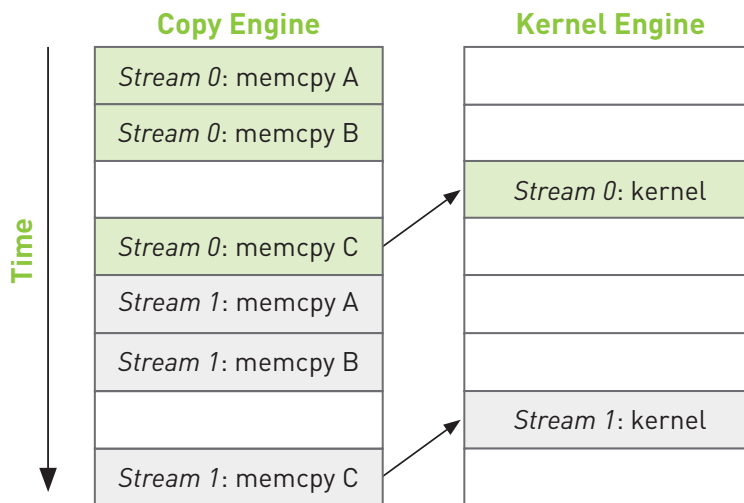 Copy Engine
Kernel Engine
Time
Stream 0: memcpy A
Stream 0: memcpy B
Stream 0: kernel
Stream 0: memcpy C
Stream 1: memcpy A
Stream 1: memcpy B
Stream 1: kernel
Stream 1: memcpy C